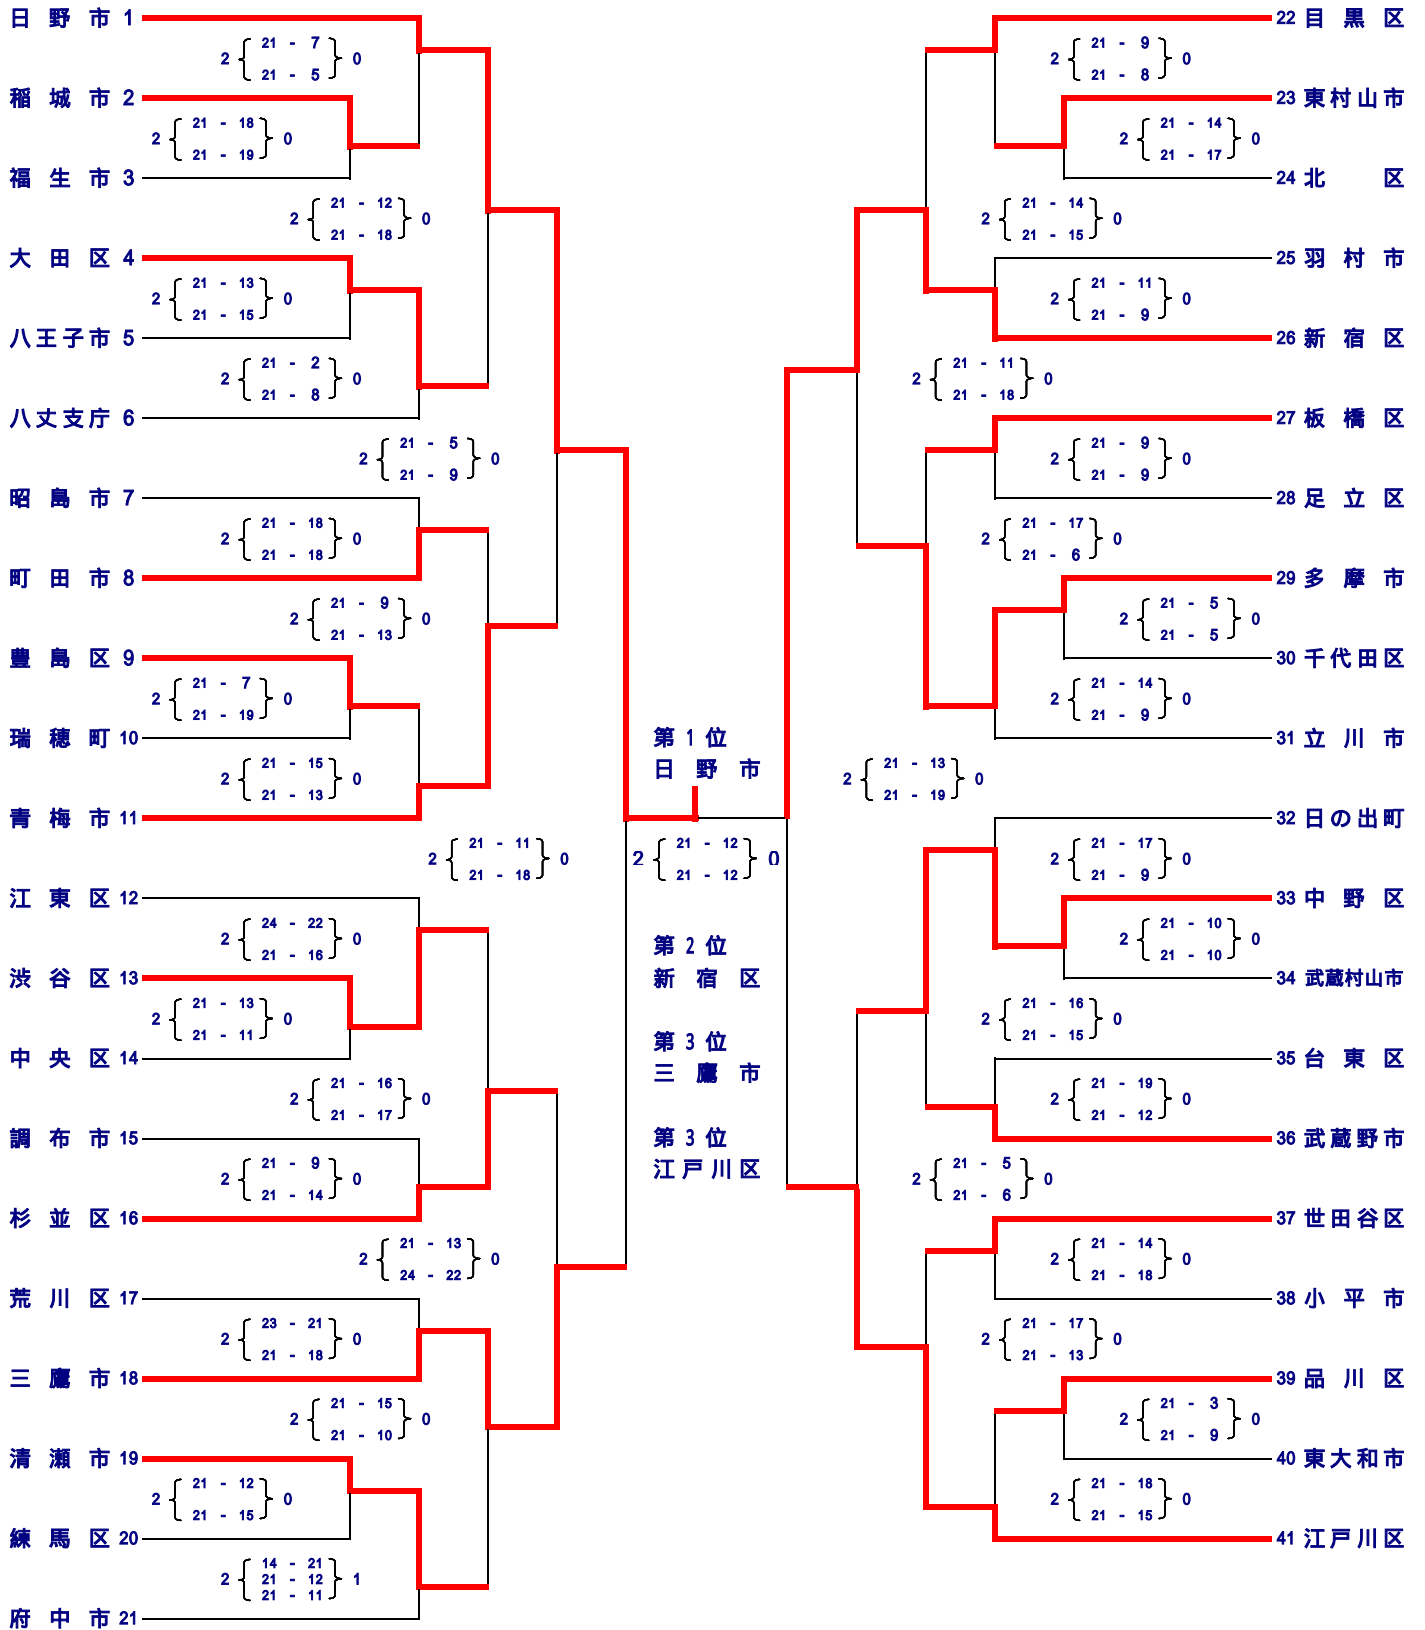 日野市 1
2 21 - 7 0
21 - 5
稲城市 2
2 21 - 18 0
21 - 19
福生市 3
2 21 - 12 0
21 - 18
大田区 4
2 21 - 13 0
21 - 15
八王子市 5
2 21 - 2 0
21 - 8
八丈支庁 6
2 21 - 5 0
21 - 9
昭島市 7
2 21 - 18 0
21 - 18
町田市 8
2 21 - 9 0
21 - 13
豊島区 9
2 21 - 7 0
21 - 19
瑞穂町 10
2 21 - 15 0
21 - 13
青梅市 11
2 21 - 11 0
21 - 18
江東区 12
2 24 - 22 0
21 - 16
渋谷区 13
2 21 - 13 0
21 - 11
中央区 14
2 21 - 16 0
21 - 17
調布市 15
2 21 - 9 0
21 - 14
杉並区 16
2 21 - 13 0
24 - 22
荒川区 17
2 23 - 21 0
21 - 18
三鷹市 18
2 21 - 15 0
21 - 10
清瀬市 19
2 21 - 12 0
21 - 15
練馬区 20
14 - 21
2 21 - 12 1
21 - 11
府中市 21
第1位
日野市
2 21 - 12 0
21 - 12
第2位
新宿区
第3位
三鷹市
第3位
江戸川区
22 目黒区
2 21 - 9 0
21 - 8
23 東村山市
2 21 - 14 0
21 - 17
24 北区
2 21 - 14 0
21 - 15
25 羽村市
2 21 - 11 0
21 - 9
26 新宿区
2 21 - 11 0
21 - 18
27 板橋区
2 21 - 9 0
21 - 9
28 足立区
2 21 - 17 0
21 - 6
29 多摩市
2 21 - 5 0
21 - 5
30 千代田区
2 21 - 14 0
21 - 9
31 立川市
2 21 - 13 0
21 - 19
32 日の出町
2 21 - 17 0
21 - 9
33 中野区
2 21 - 10 0
21 - 10
34 武蔵村山市
2 21 - 16 0
21 - 15
35 台東区
2 21 - 19 0
21 - 12
36 武蔵野市
2 21 - 5 0
21 - 6
37 世田谷区
2 21 - 14 0
21 - 18
38 小平市
2 21 - 17 0
21 - 13
39 品川区
2 21 - 3 0
21 - 9
40 東大和市
2 21 - 18 0
21 - 15
41 江戸川区